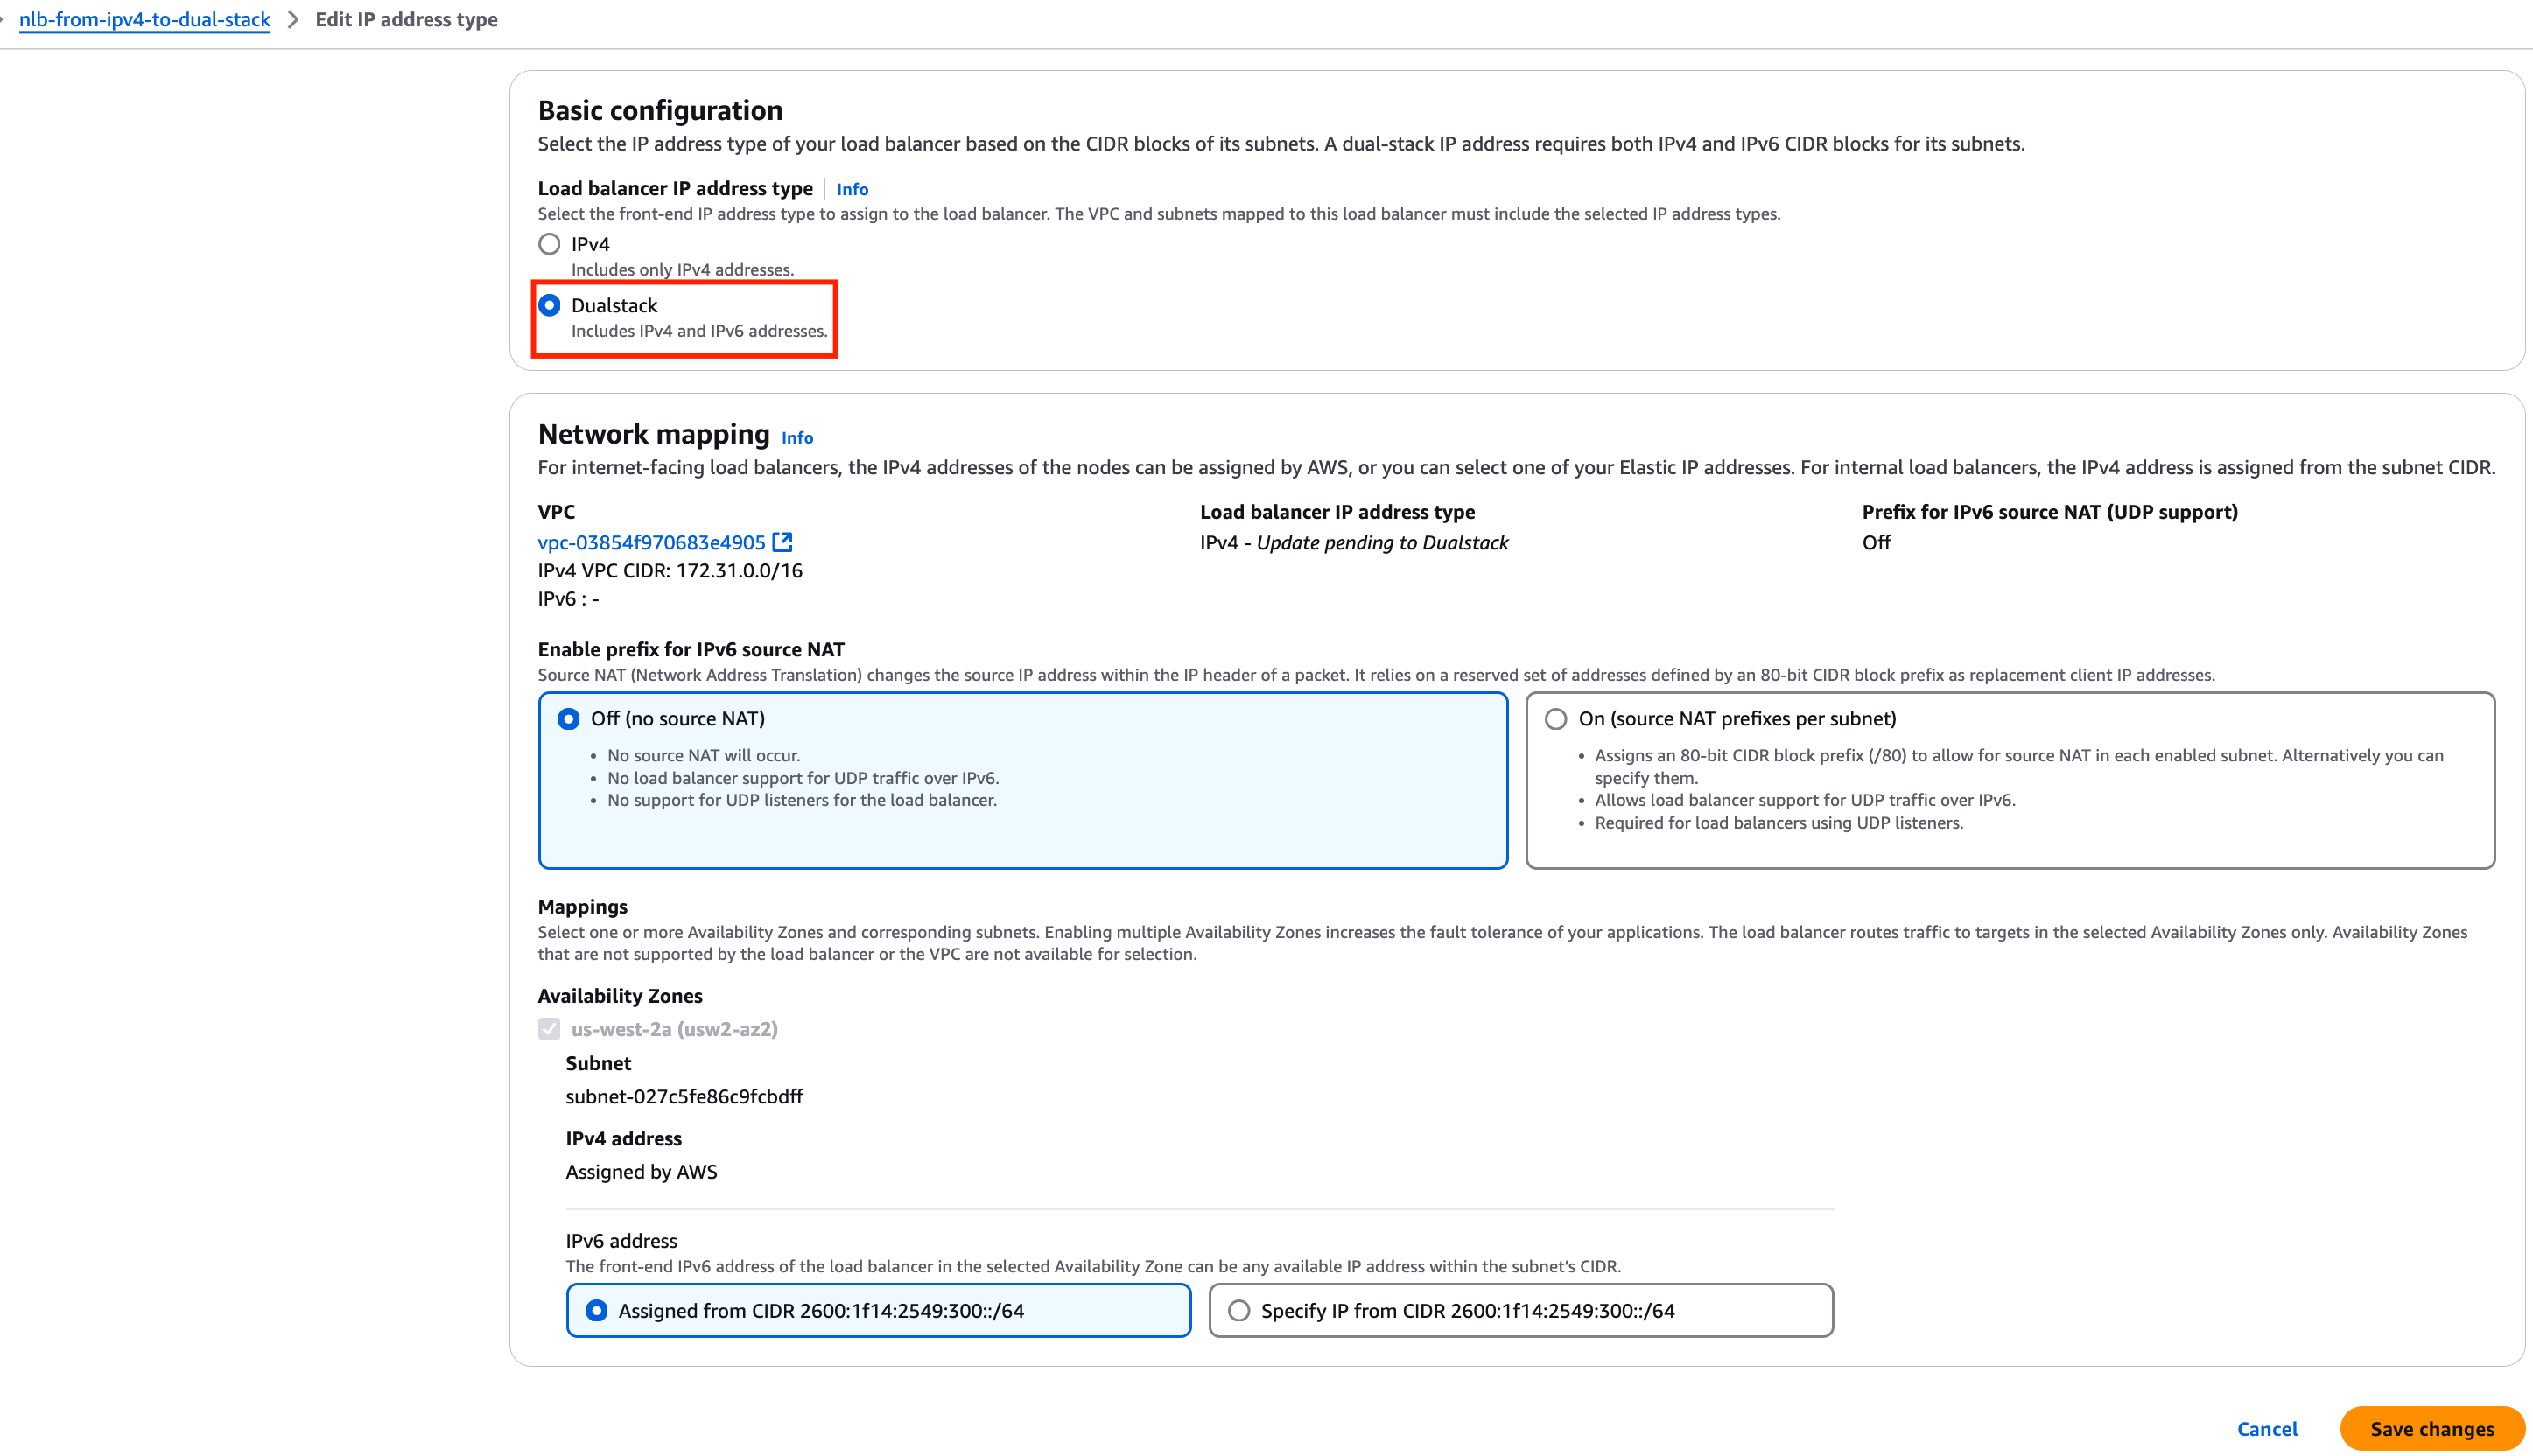 nlb-from-ipv4-to-dual-stack > Edit IP address type
Basic configuration
Select the IP address type of your load balancer based on the CIDR blocks of its subnets. A dual-stack IP address requires both IPv4 and IPv6 CIDR blocks for its subnets.
Load balancer IP address type Info
Select the front-end IP address type to assign to the load balancer. The VPC and subnets mapped to this load balancer must include the selected IP address types.
IPv4
Includes only IPv4 addresses.
Dualstack
Includes IPv4 and IPv6 addresses.
Network mapping Info
For internet-facing load balancers, the IPv4 addresses of the nodes can be assigned by AWS, or you can select one of your Elastic IP addresses. For internal load balancers, the IPv4 address is assigned from the subnet CIDR.
VPC
vpc-03854f970683e4905
IPv4 VPC CIDR: 172.31.0.0/16
IPv6 : -
Load balancer IP address type
IPv4 - Update pending to Dualstack
Prefix for IPv6 source NAT (UDP support)
Off
Enable prefix for IPv6 source NAT
Source NAT (Network Address Translation) changes the source IP address within the IP header of a packet. It relies on a reserved set of addresses defined by an 80-bit CIDR block prefix as replacement client IP addresses.
Off (no source NAT)
• No source NAT will occur.
• No load balancer support for UDP traffic over IPv6.
• No support for UDP listeners for the load balancer.
On (source NAT prefixes per subnet)
• Assigns an 80-bit CIDR block prefix (/80) to allow for source NAT in each enabled subnet. Alternatively you can
specify them.
• Allows load balancer support for UDP traffic over IPv6.
• Required for load balancers using UDP listeners.
Mappings
Select one or more Availability Zones and corresponding subnets. Enabling multiple Availability Zones increases the fault tolerance of your applications. The load balancer routes traffic to targets in the selected Availability Zones only. Availability Zones
that are not supported by the load balancer or the VPC are not available for selection.
Availability Zones
us-west-2a (usw2-az2)
Subnet
subnet-027c5fe86c9fcbdff
IPv4 address
Assigned by AWS
IPv6 address
The front-end IPv6 address of the load balancer in the selected Availability Zone can be any available IP address within the subnet's CIDR.
Assigned from CIDR 2600:1f14:2549:300::/64
Specify IP from CIDR 2600:1f14:2549:300::/64
Cancel
Save changes